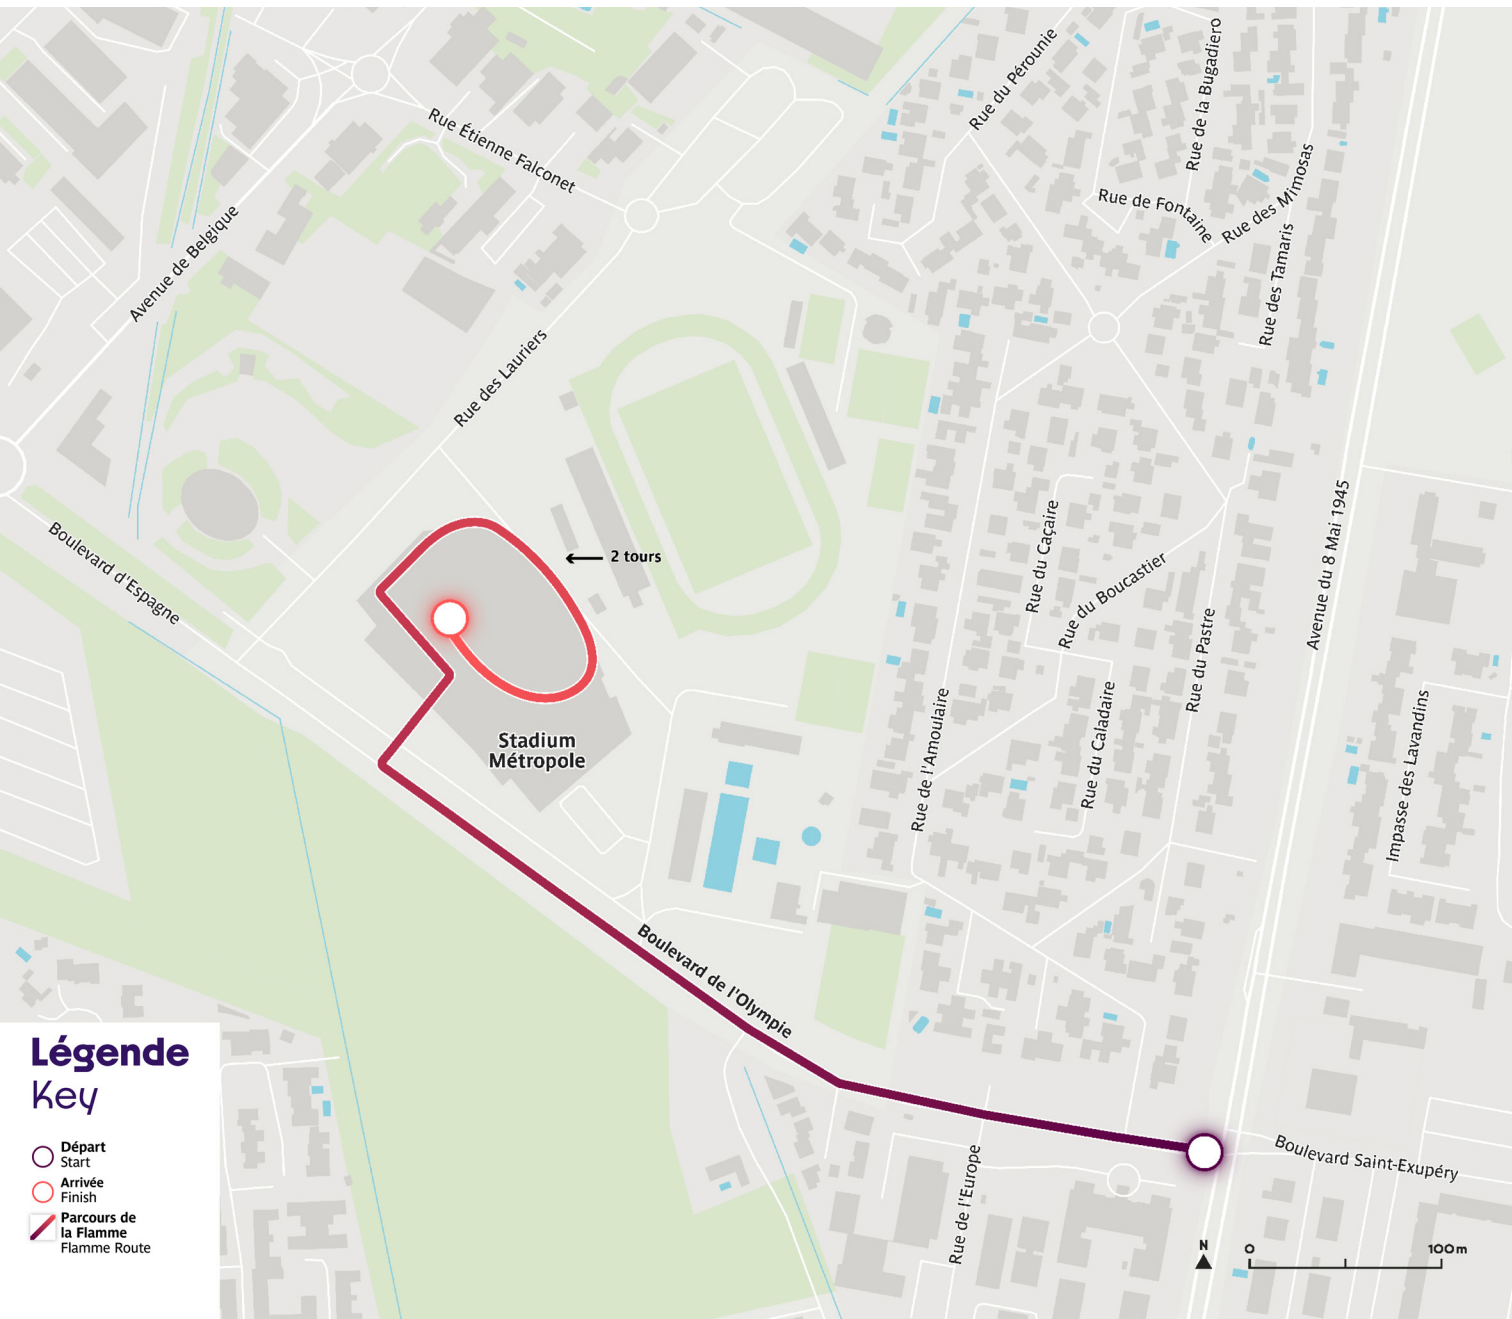 Rue du Pérounie
Rue de la Bugadiero
Rue Étienne Falconet
Rue de Fontaine
Rue des Mimosas
Avenue de Belgique
Rue des Tamaris
Rue des Lauriers
Boulevard d'Espagne
2 tours
Rue du Caçaire
Rue du Boucastier
Avenue du 8 Mai 1945
Rue du Pastre
Stadium
Métropole
Rue de l'Amoulaire
Rue du Caladaire
Impasse des Lavandins
Boulevard de l'Olympie
Boulevard Saint-Exupéry
Rue de l'Europe
Légende
Key
Départ
Start
Arrivée
Finish
Parcours de
la Flamme
Flamme Route
N
0 100m